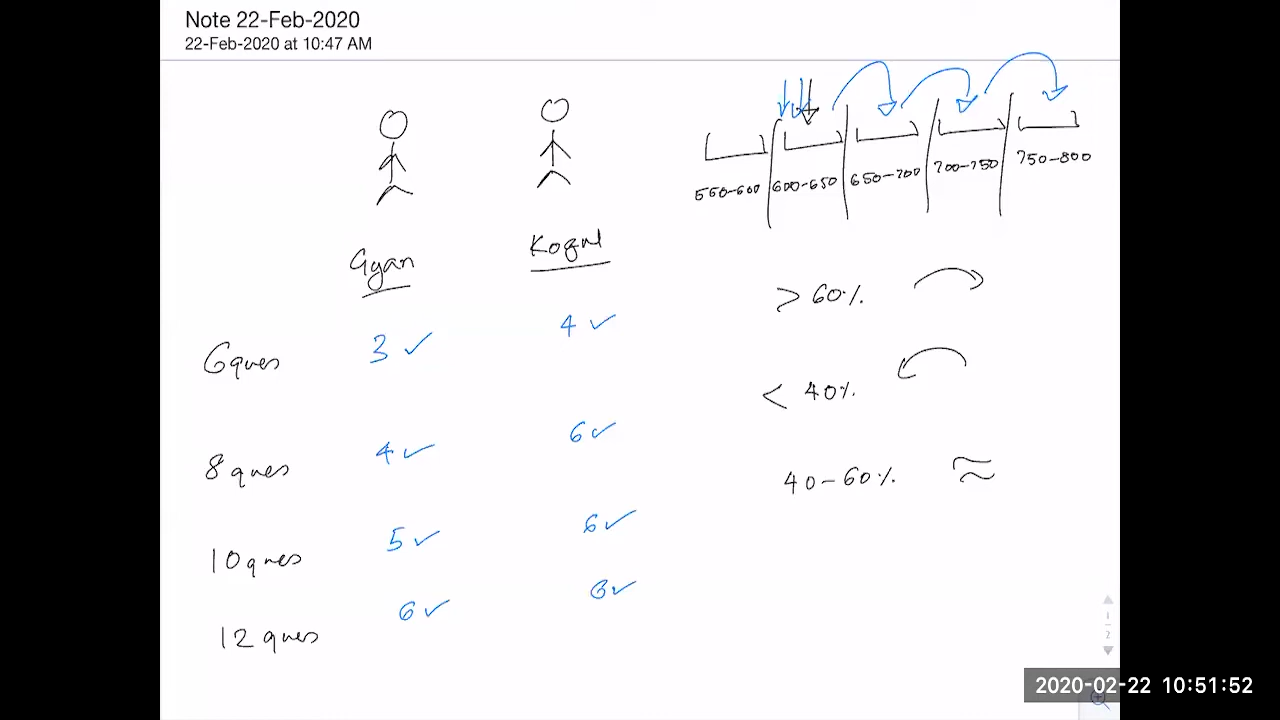 Note 22-Feb-2020
22-Feb-2020 at 10:47 AM
550-600 600-650 650-700 700-750 750-800
Gyan
> 60%
6 ques 3 ✓ 4 ✓
< 40%
8 ques 4 ✓ 6 ✓
40-60% ≈
10 ques 5 ✓ 6 ✓
12 ques 6 ✓
1
2
2020-02-22 10:51:52